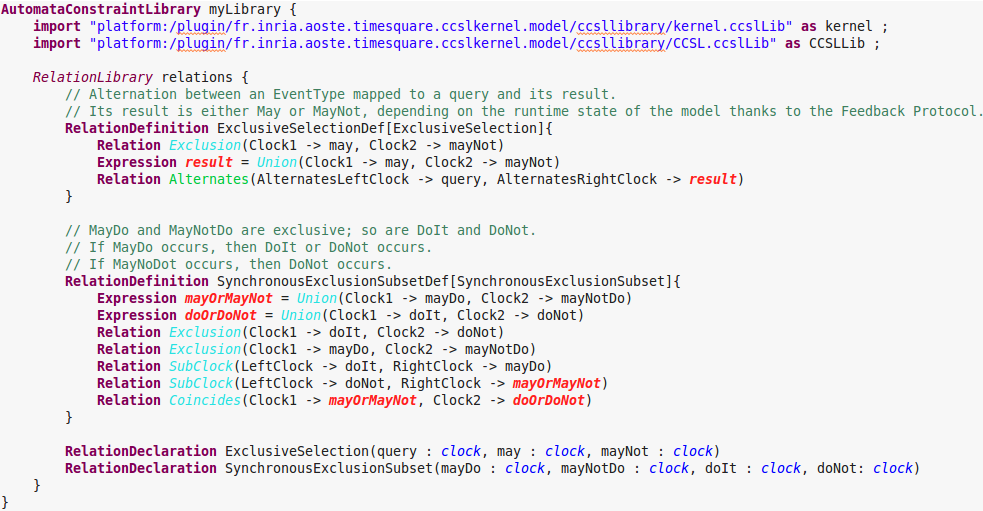 AutomataConstraintLibrary myLibrary {
    import "platform:/plugin/fr.inria.aoste.timesquare.ccslkernel.model/ccsllibrary/kernel.ccslLib" as kernel ;
    import "platform:/plugin/fr.inria.aoste.timesquare.ccslkernel.model/ccsllibrary/CCSL.ccslLib" as CCSLLib ;

    RelationLibrary relations {
        // Alternation between an EventType mapped to a query and its result.
        // Its result is either May or MayNot, depending on the runtime state of the model thanks to the Feedback Protocol.
        RelationDefinition ExclusiveSelectionDef[ExclusiveSelection]{
            Relation Exclusion(Clock1 -> may, Clock2 -> mayNot)
            Expression result = Union(Clock1 -> may, Clock2 -> mayNot)
            Relation Alternates(AlternatesLeftClock -> query, AlternatesRightClock -> result)
        }

        // MayDo and MayNotDo are exclusive; so are DoIt and DoNot.
        // If MayDo occurs, then DoIt or DoNot occurs.
        // If MayNoDot occurs, then DoNot occurs.
        RelationDefinition SynchronousExclusionSubsetDef[SynchronousExclusionSubset]{
            Expression mayOrMayNot = Union(Clock1 -> mayDo, Clock2 -> mayNotDo)
            Expression doOrDoNot = Union(Clock1 -> doIt, Clock2 -> doNot)
            Relation Exclusion(Clock1 -> doIt, Clock2 -> doNot)
            Relation Exclusion(Clock1 -> mayDo, Clock2 -> mayNotDo)
            Relation SubClock(LeftClock -> doIt, RightClock -> mayDo)
            Relation SubClock(LeftClock -> doNot, RightClock -> mayOrMayNot)
            Relation Coincides(Clock1 -> mayOrMayNot, Clock2 -> doOrDoNot)
        }

        RelationDeclaration ExclusiveSelection(query : clock, may : clock, mayNot : clock)
        RelationDeclaration SynchronousExclusionSubset(mayDo : clock, mayNotDo : clock, doIt : clock, doNot: clock)
    }
}